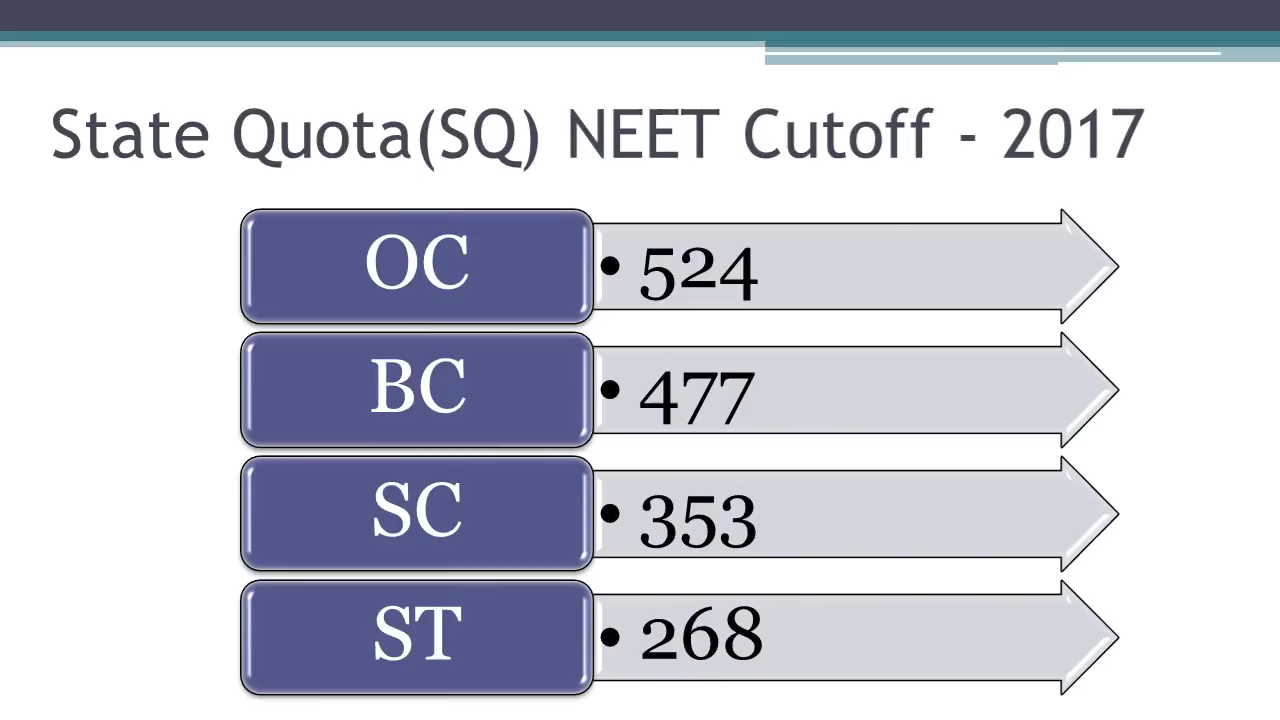 State Quota(SQ) NEET Cutoff - 2017
OC
• 524
BC
• 477
SC
• 353
ST
• 268